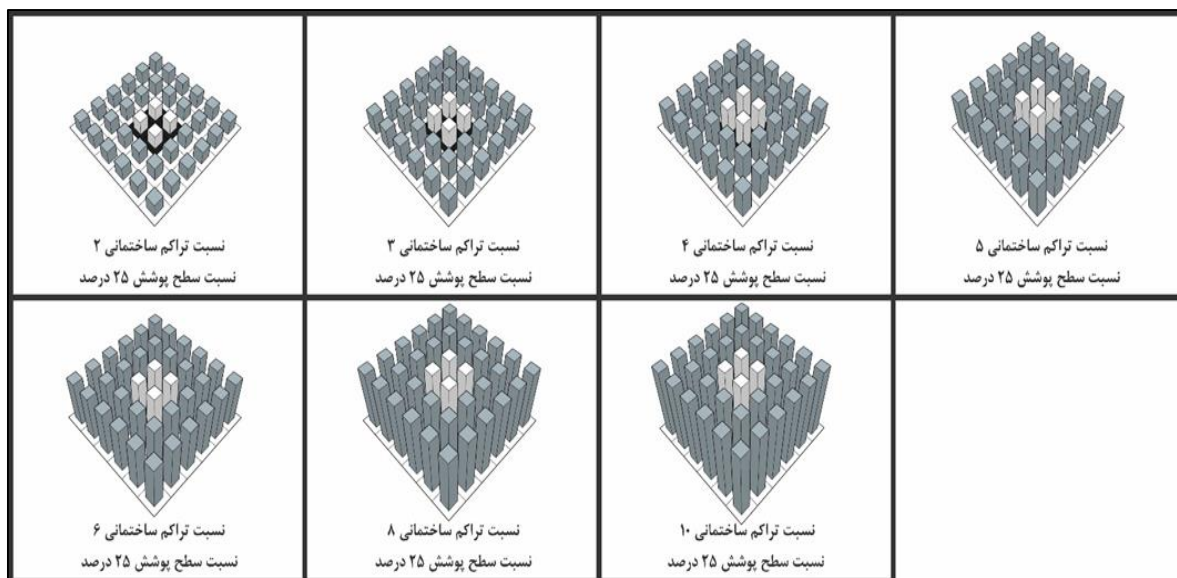 نسبت تراکم ساختمانی ۲
نسبت سطح پوشش ۲۵ درصد
نسبت تراکم ساختمانی ۳
نسبت سطح پوشش ۲۵ درصد
نسبت تراکم ساختمانی ۴
نسبت سطح پوشش ۲۵ درصد
نسبت تراکم ساختمانی ۵
نسبت سطح پوشش ۲۵ درصد
نسبت تراکم ساختمانی ۶
نسبت سطح پوشش ۲۵ درصد
نسبت تراکم ساختمانی ۸
نسبت سطح پوشش ۲۵ درصد
نسبت تراکم ساختمانی ۱۰
نسبت سطح پوشش ۲۵ درصد